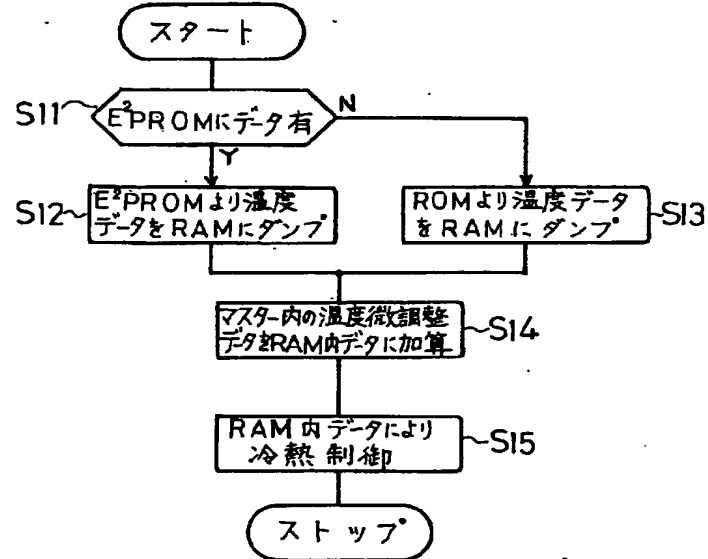 スタート
S11
E²PROMにデータ有
N
Y
S12
E²PROMより温度
データをRAMにダンプ
ROMより温度データ
をRAMにダンプ
S13
マスター内の温度微調整
データをRAM内データに加算
S14
RAM内データにより
冷熱制御
S15
ストップ